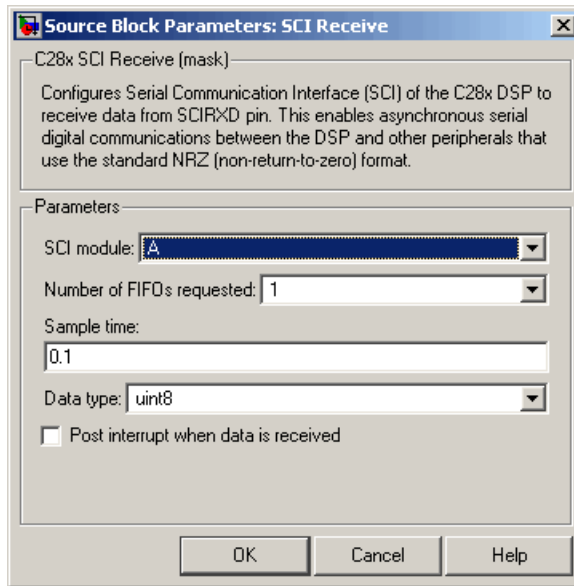 Source Block Parameters: SCI Receive
C28x SCI Receive (mask)
Configures Serial Communication Interface (SCI) of the C28x DSP to
receive data from SCIRXD pin. This enables asynchronous serial
digital communications between the DSP and other peripherals that
use the standard NRZ (non-return-to-zero) format.
Parameters
SCI module: A
Number of FIFOs requested: 1
Sample time:
0.1
Data type: uint8
Post interrupt when data is received
OK Cancel Help